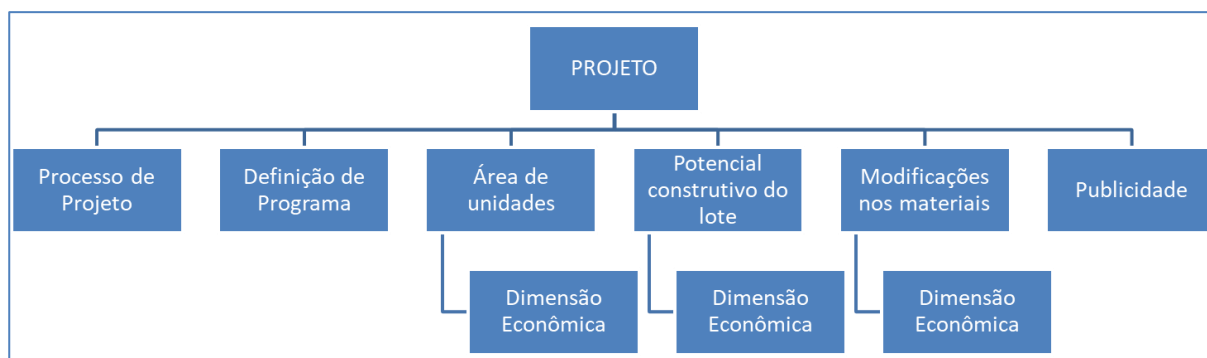 PROJETO
Processo de
Projeto
Definição de
Programa
Área de
unidades
Potencial
construtivo do
lote
Modificações
nos materiais
Publicidade
Dimensão
Econômica
Dimensão
Econômica
Dimensão
Econômica